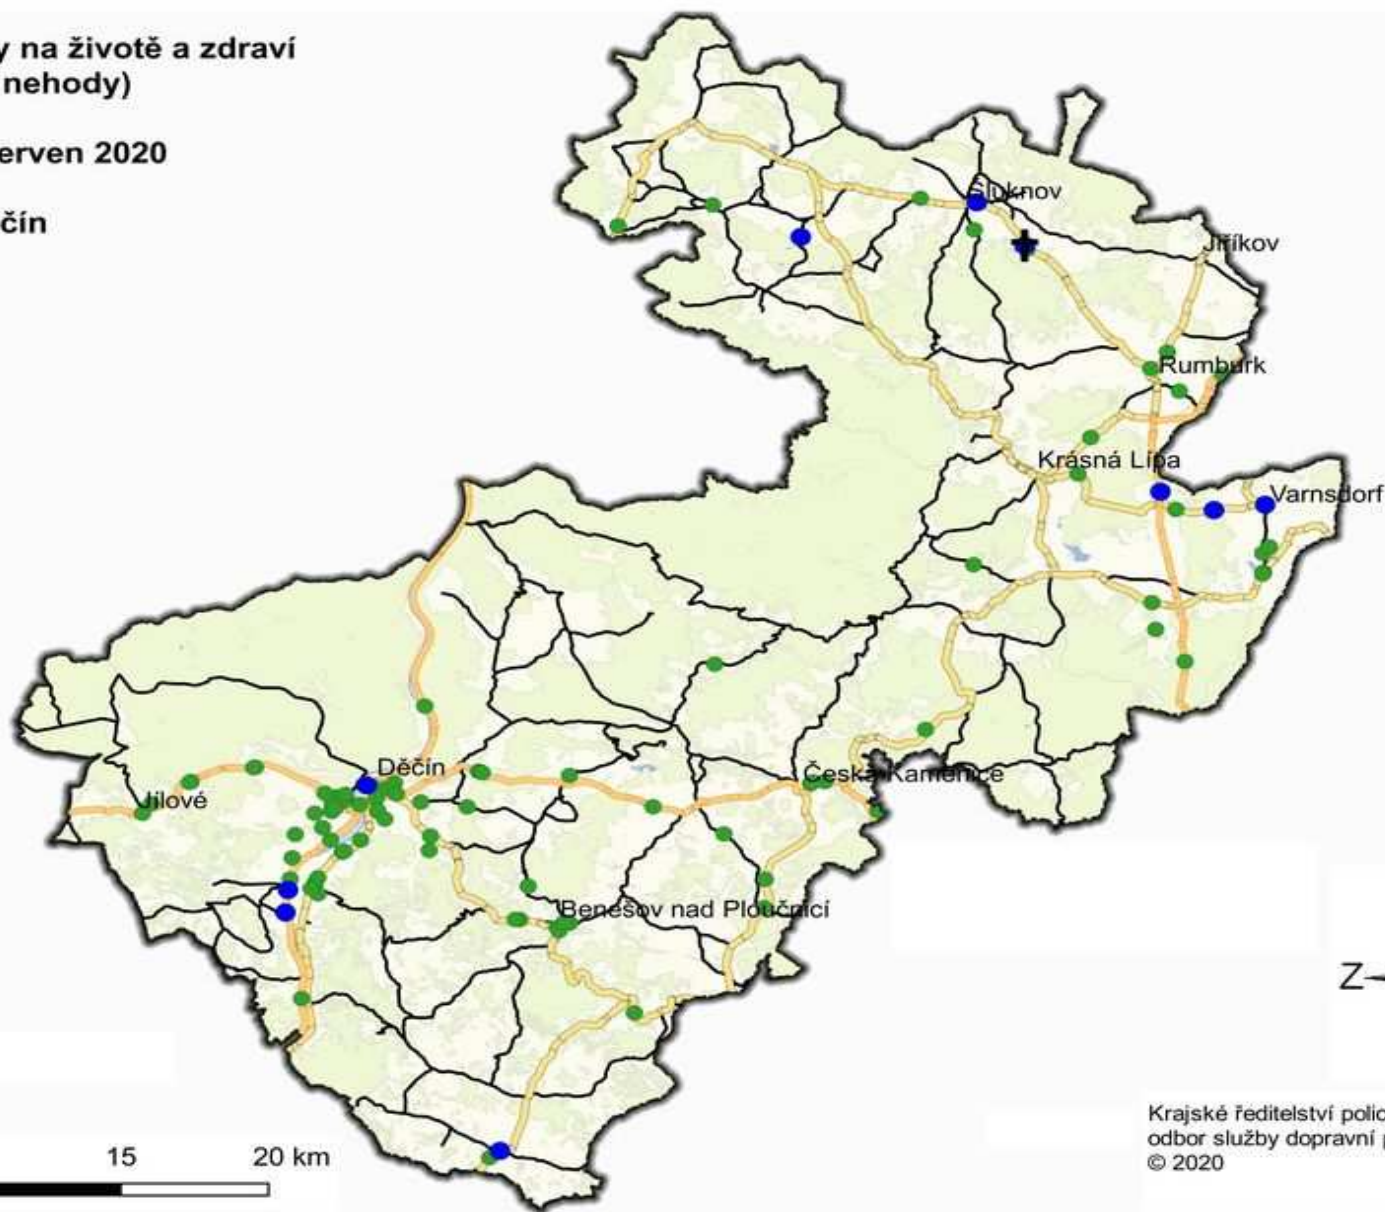 y na životě a zdraví
nehody)
erven 2020
čín
Šluknov
Jiříkov
Rumburk
Krásná Lípa
Varnsdorf
Děčín
Česká Kamenice
Jílové
Benešov nad Ploučnicí
Z
15 20 km
Krajské ředitelství polic
odbor služby dopravní p
© 2020